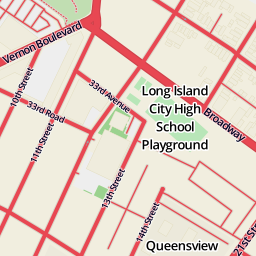 Vernon Boulevard
10th Street
33rd Road
11th Street
33rd Avenue
Long Island
City High
School
Playground
Broadway
13th Street
14th Street
21st Street
Queensview